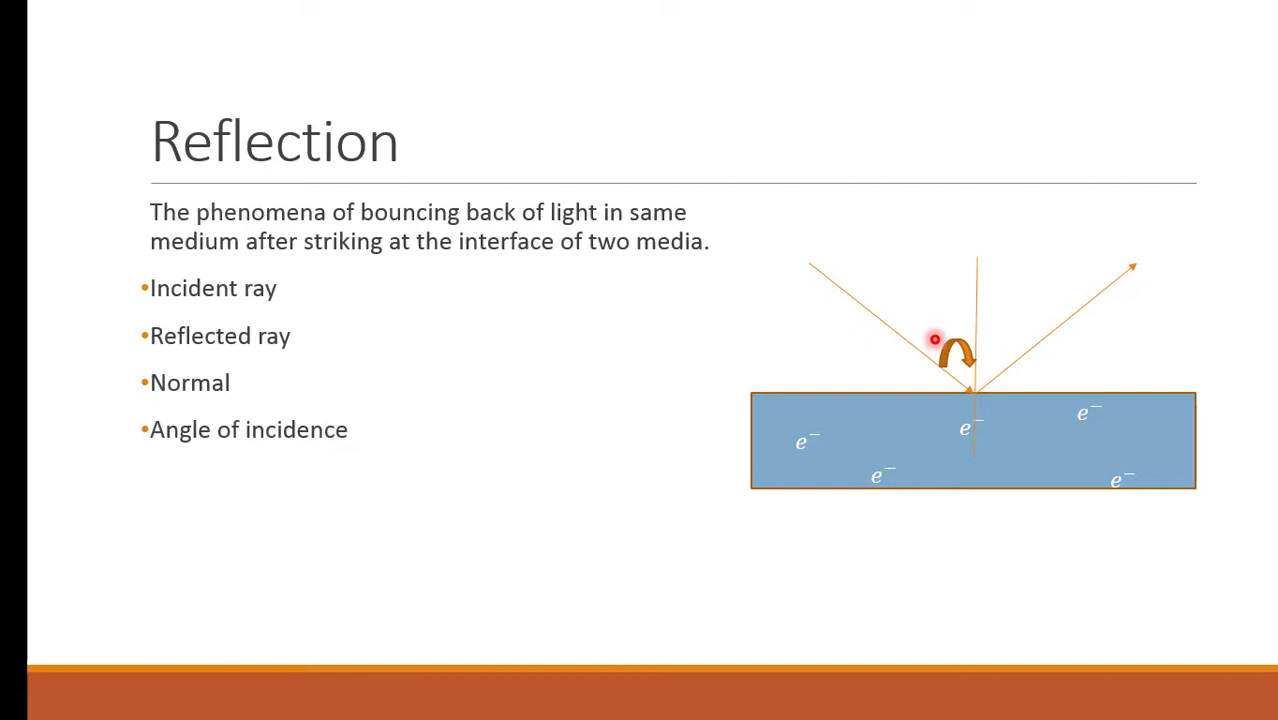 Reflection
The phenomena of bouncing back of light in same
medium after striking at the interface of two media.
•Incident ray
•Reflected ray
•Normal
•Angle of incidence
e⁻
e⁻
e⁻
e⁻
e⁻